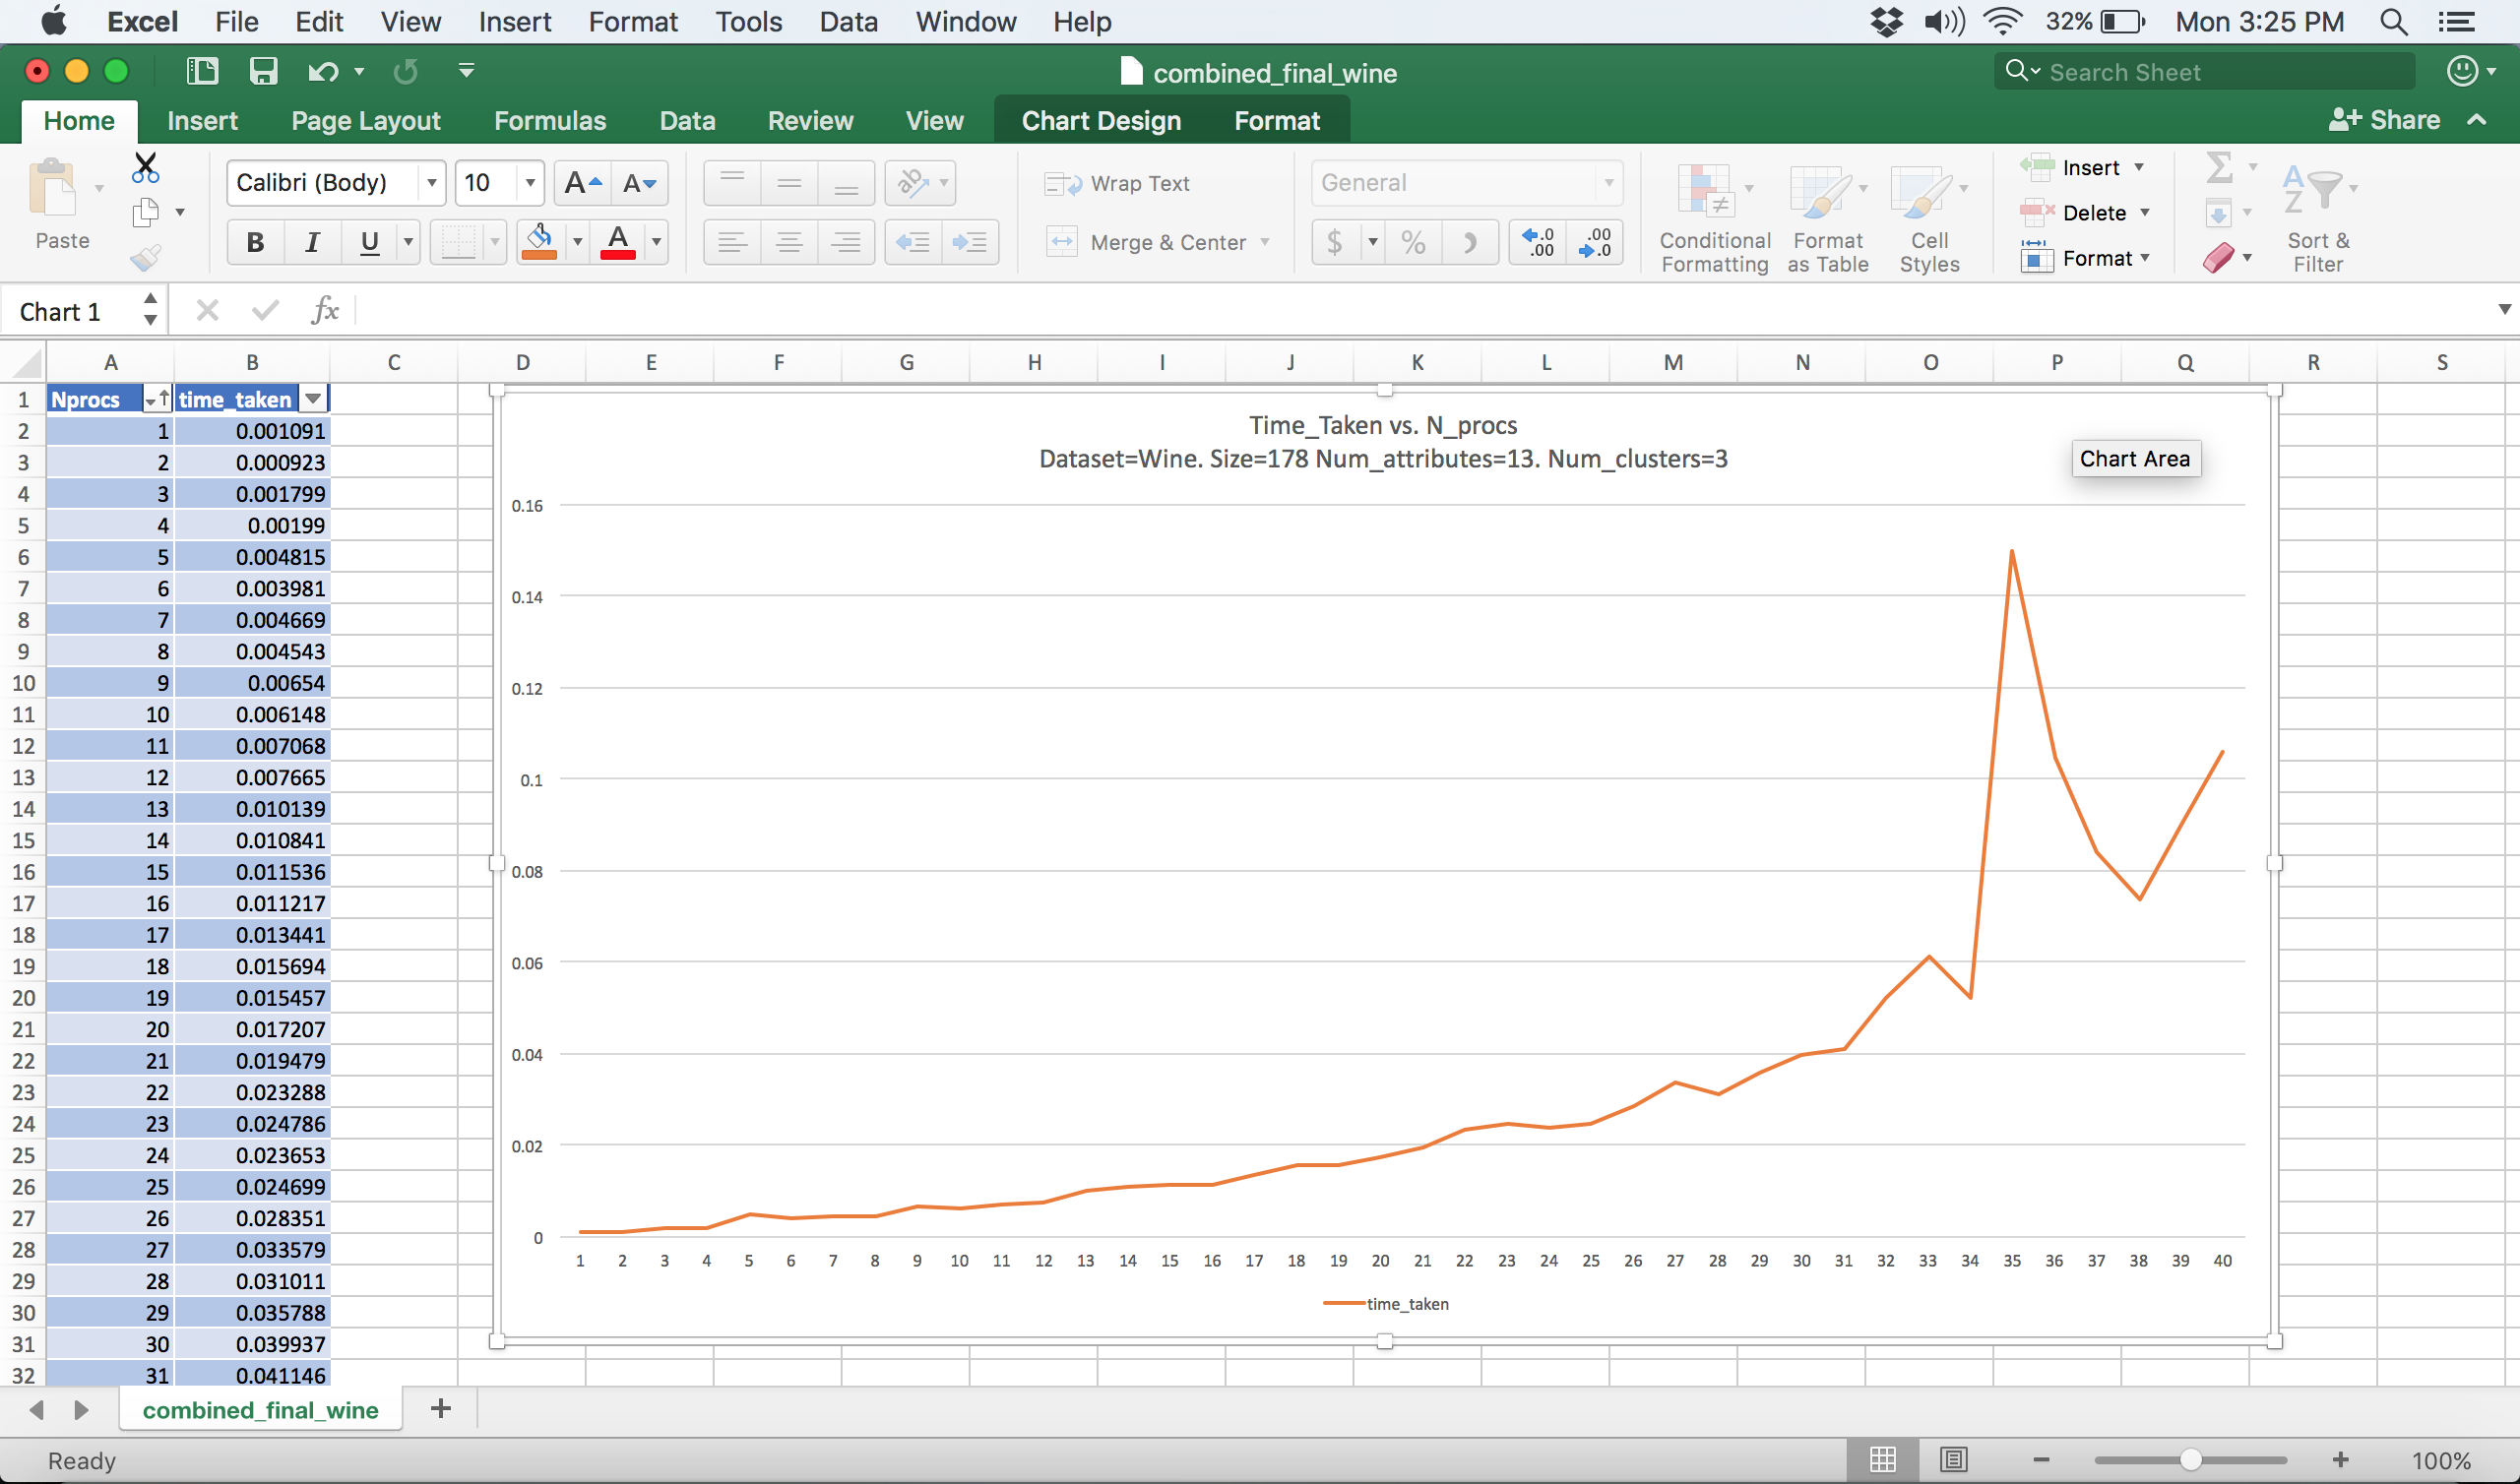 Excel File Edit View Insert Format Tools Data Window Help 32% Mon 3:25 PM
combined_final_wine Search Sheet
Home Insert Page Layout Formulas Data Review View Chart Design Format Share
Paste Calibri (Body) 10 A A Wrap Text General Insert
B I U A Merge & Center $ % .0 .00 .00 .0 Conditional Formatting Format as Table Cell Styles Delete Format Sort & Filter
Chart 1 fx
A B C D E F G H I J K L M N O P Q R S
1 Nprocs time_taken
2 1 0.001091
3 2 0.000923
4 3 0.001799
5 4 0.00199
6 5 0.004815
7 6 0.003981
8 7 0.004669
9 8 0.004543
10 9 0.00654
11 10 0.006148
12 11 0.007068
13 12 0.007665
14 13 0.010139
15 14 0.010841
16 15 0.011536
17 16 0.011217
18 17 0.013441
19 18 0.015694
20 19 0.015457
21 20 0.017207
22 21 0.019479
23 22 0.023288
24 23 0.024786
25 24 0.023653
26 25 0.024699
27 26 0.028351
28 27 0.033579
29 28 0.031011
30 29 0.035788
31 30 0.039937
32 31 0.041146
Time_Taken vs. N_procs
Dataset=Wine. Size=178 Num_attributes=13. Num_clusters=3
Chart Area
0.16
0.14
0.12
0.1
0.08
0.06
0.04
0.02
0
1 2 3 4 5 6 7 8 9 10 11 12 13 14 15 16 17 18 19 20 21 22 23 24 25 26 27 28 29 30 31 32 33 34 35 36 37 38 39 40
time_taken
combined_final_wine
Ready 100%